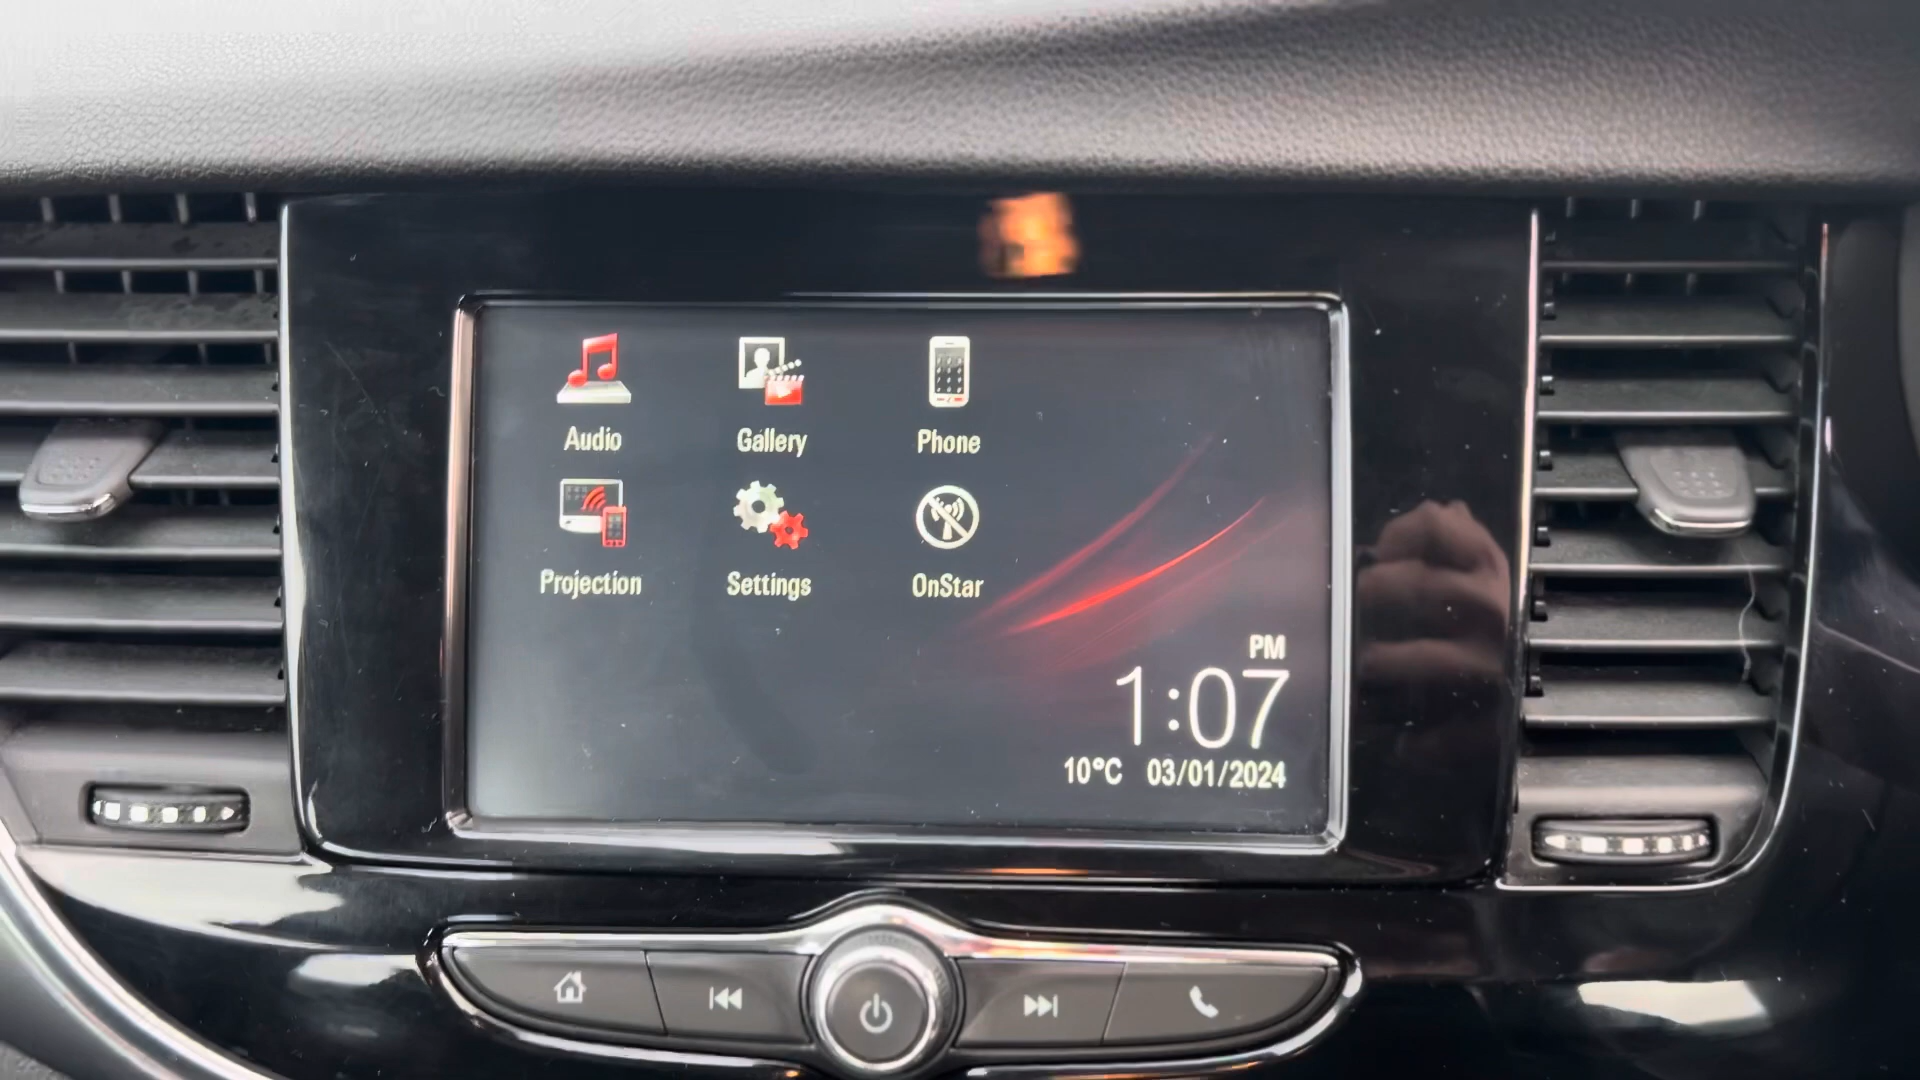 Audio
Gallery
Phone
Projection
Settings
OnStar
PM
1:07
10°C 03/01/2024